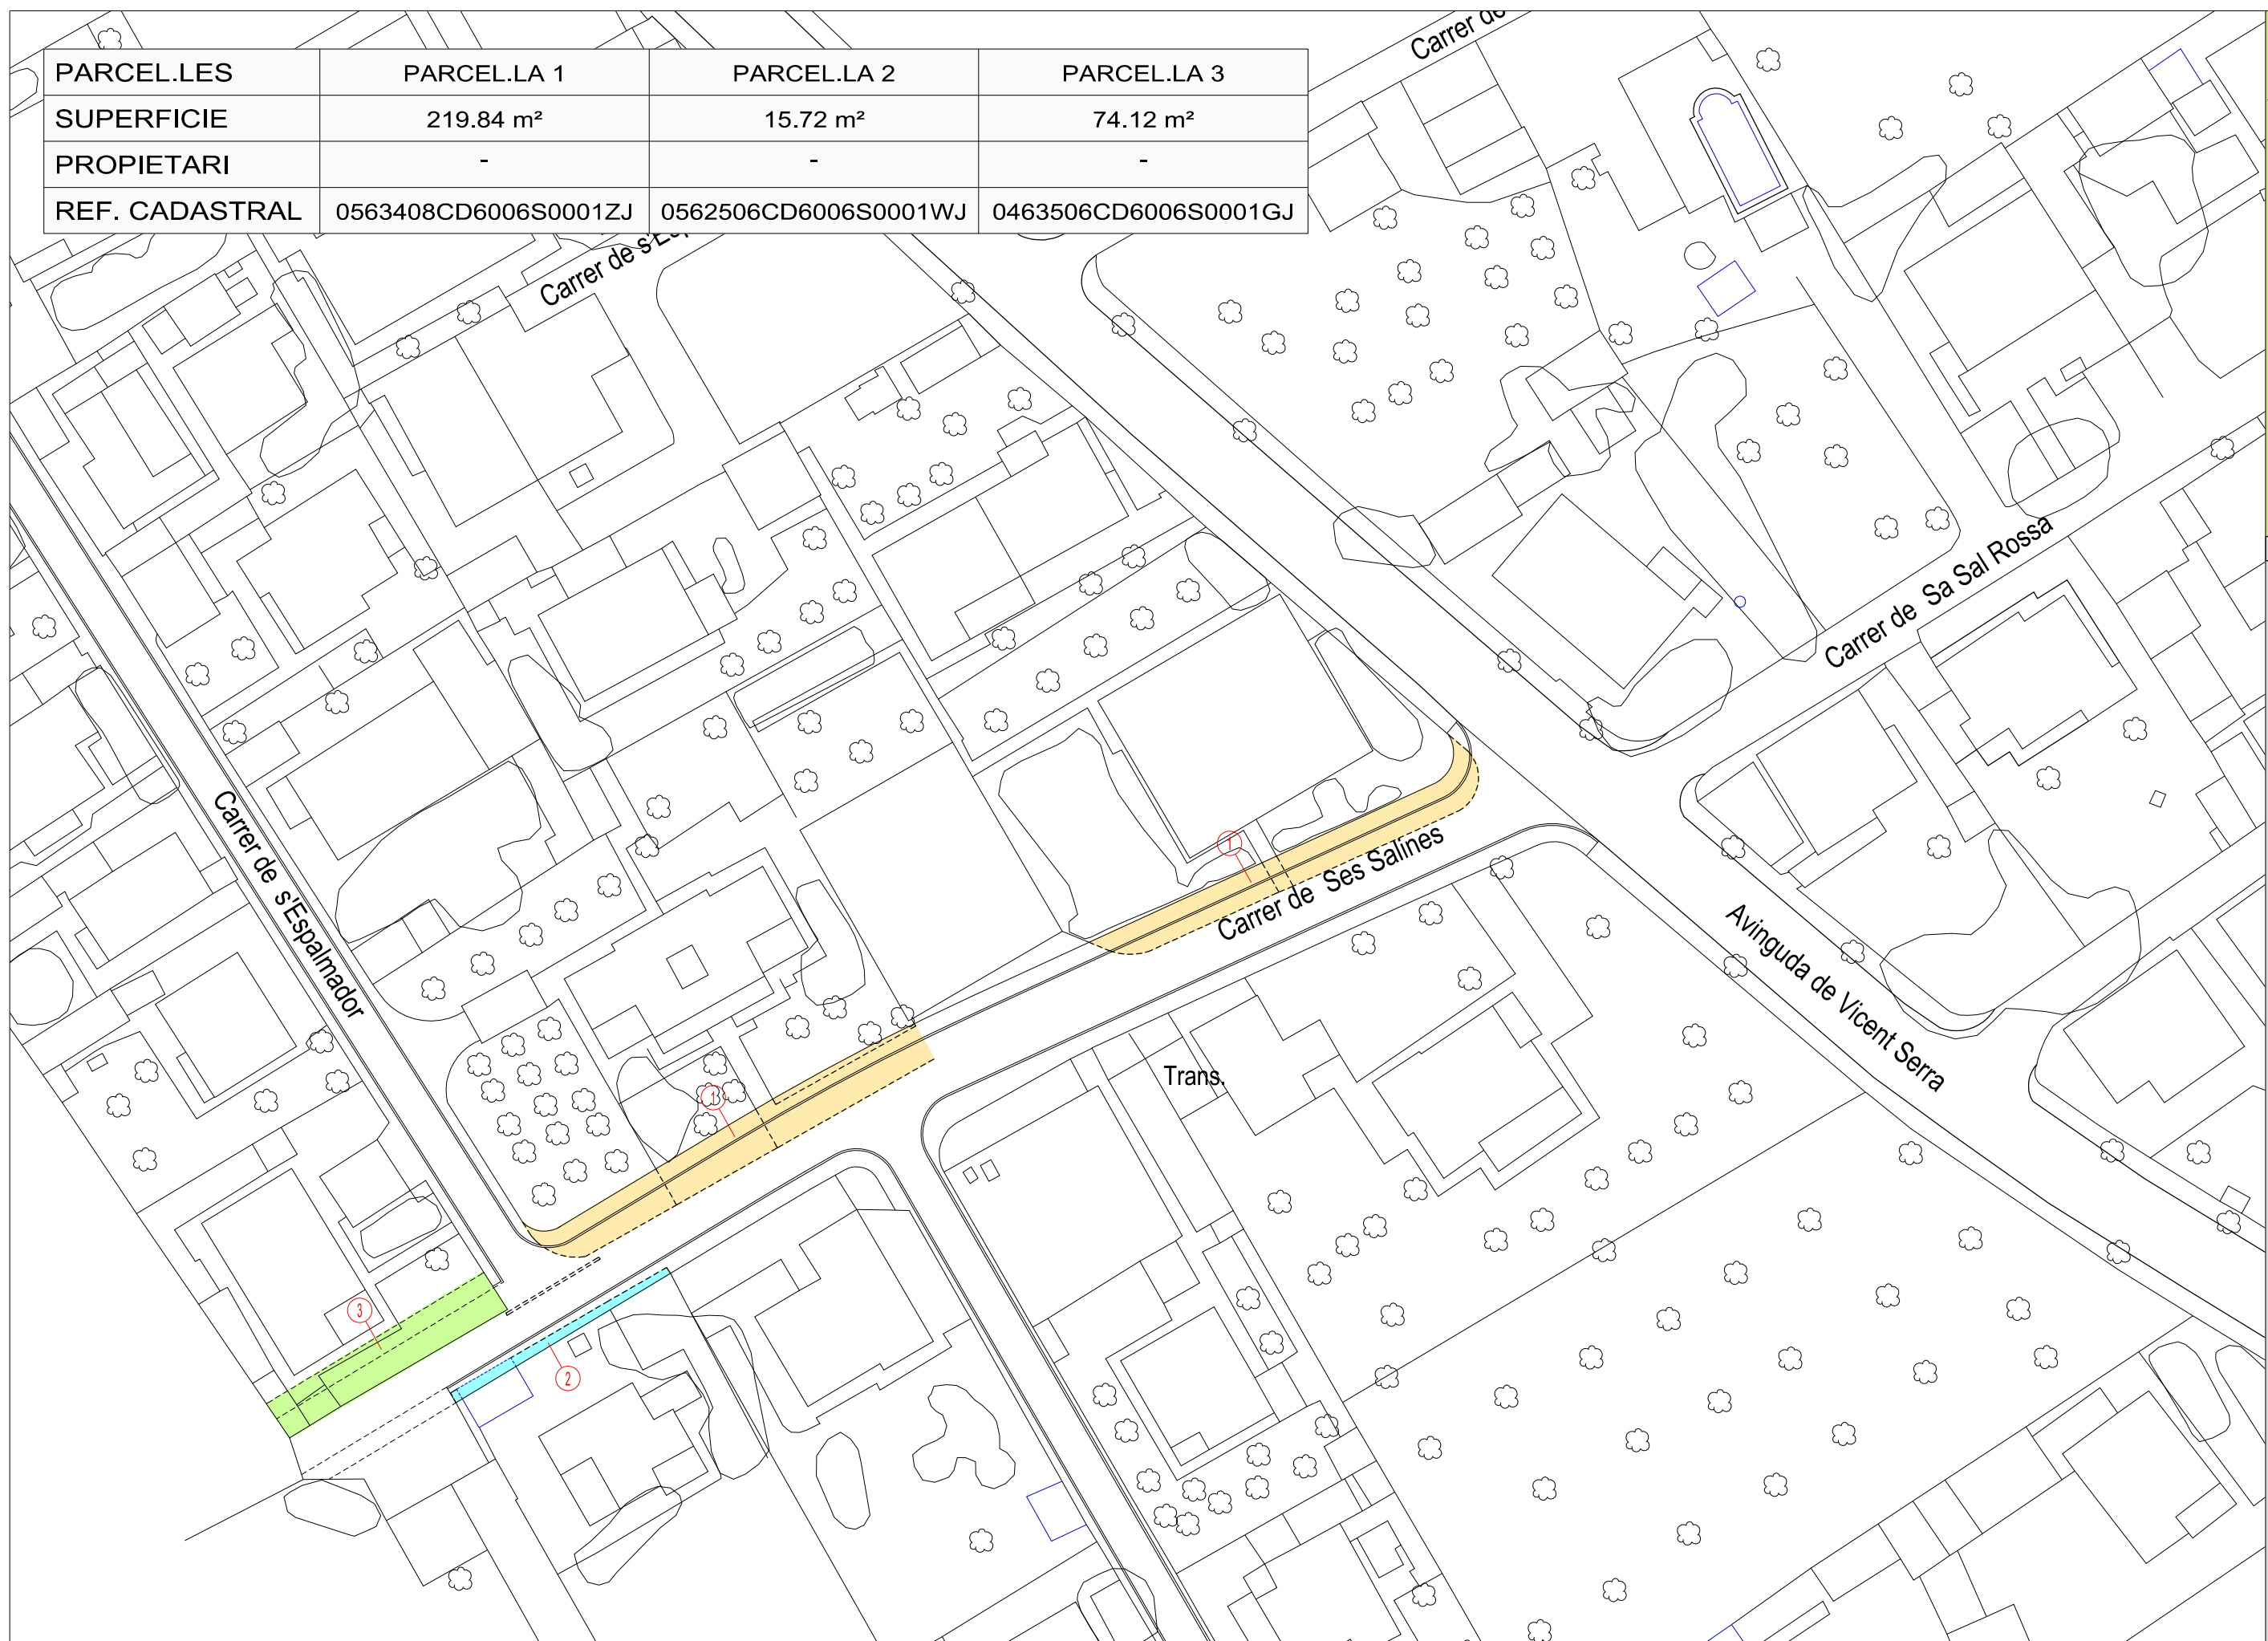 Carrer de
PARCEL.LES PARCEL.LA 1 PARCEL.LA 2 PARCEL.LA 3
SUPERFICIE 219.84 m² 15.72 m² 74.12 m²
PROPIETARI - - -
REF. CADASTRAL 0563408CD6006S0001ZJ 0562506CD6006S0001WJ 0463506CD6006S0001GJ
Carrer de
Carrer de Sa Sal Rossa
Carrer de s'Espalmador
1
Carrer de Ses Salines
Avinguda de Vicent Serra
Trans.
1
3
2